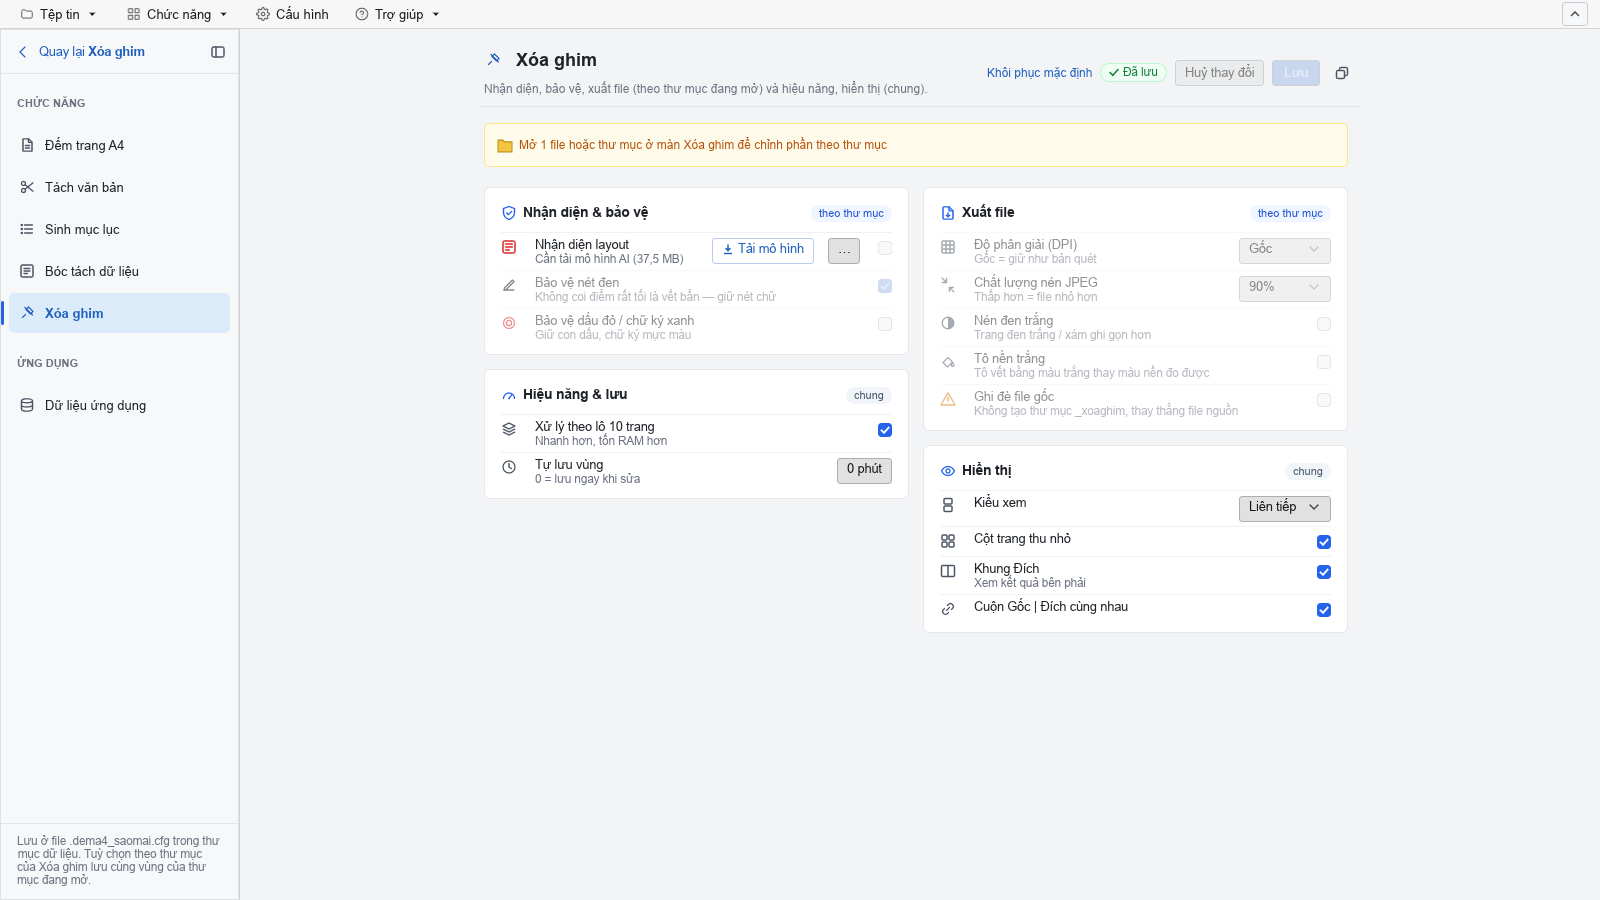 Tệp tin
Chức năng
Cấu hình
Trợ giúp
Quay lại Xóa ghim
CHỨC NĂNG
Đếm trang A4
Tách văn bản
Sinh mục lục
Bóc tách dữ liệu
Xóa ghim
ỨNG DỤNG
Dữ liệu ứng dụng
Lưu ở file .dema4_saomai.cfg trong thư
mục dữ liệu. Tuỳ chọn theo thư mục
của Xóa ghim lưu cùng vùng của thư
mục đang mở.
Xóa ghim
Nhận diện, bảo vệ, xuất file (theo thư mục đang mở) và hiệu năng, hiển thị (chung).
Khôi phục mặc định
Đã lưu
Huỷ thay đổi
Lưu
Mở 1 file hoặc thư mục ở màn Xóa ghim để chỉnh phần theo thư mục
Nhận diện & bảo vệ
theo thư mục
Nhận diện layout
Cần tải mô hình AI (37,5 MB)
Tải mô hình
...
Bảo vệ nét đen
Không coi điểm rất tối là vết bẩn — giữ nét chữ
Bảo vệ dấu đỏ / chữ ký xanh
Giữ con dấu, chữ ký mực màu
Hiệu năng & lưu
chung
Xử lý theo lô 10 trang
Nhanh hơn, tốn RAM hơn
Tự lưu vùng
0 = lưu ngay khi sửa
0 phút
Xuất file
theo thư mục
Độ phân giải (DPI)
Gốc = giữ như bản quét
Gốc
Chất lượng nén JPEG
Thấp hơn = file nhỏ hơn
90%
Nén đen trắng
Trang đen trắng / xám ghi gọn hơn
Tô nền trắng
Tô vết bằng màu trắng thay màu nền đo được
Ghi đè file gốc
Không tạo thư mục _xoaghim, thay thẳng file nguồn
Hiển thị
chung
Kiểu xem
Liên tiếp
Cột trang thu nhỏ
Khung Đích
Xem kết quả bên phải
Cuộn Gốc | Đích cùng nhau